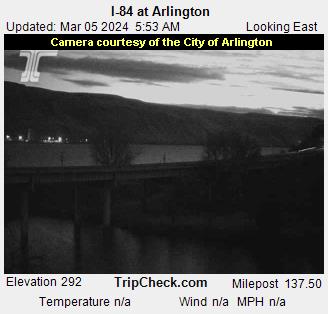 I-84 at Arlington
Updated: Mar 05 2024 5:53 AM Looking East
Camera courtesy of the City of Arlington
Elevation 292 TripCheck.com Milepost 137.50
Temperature n/a Wind n/a MPH n/a